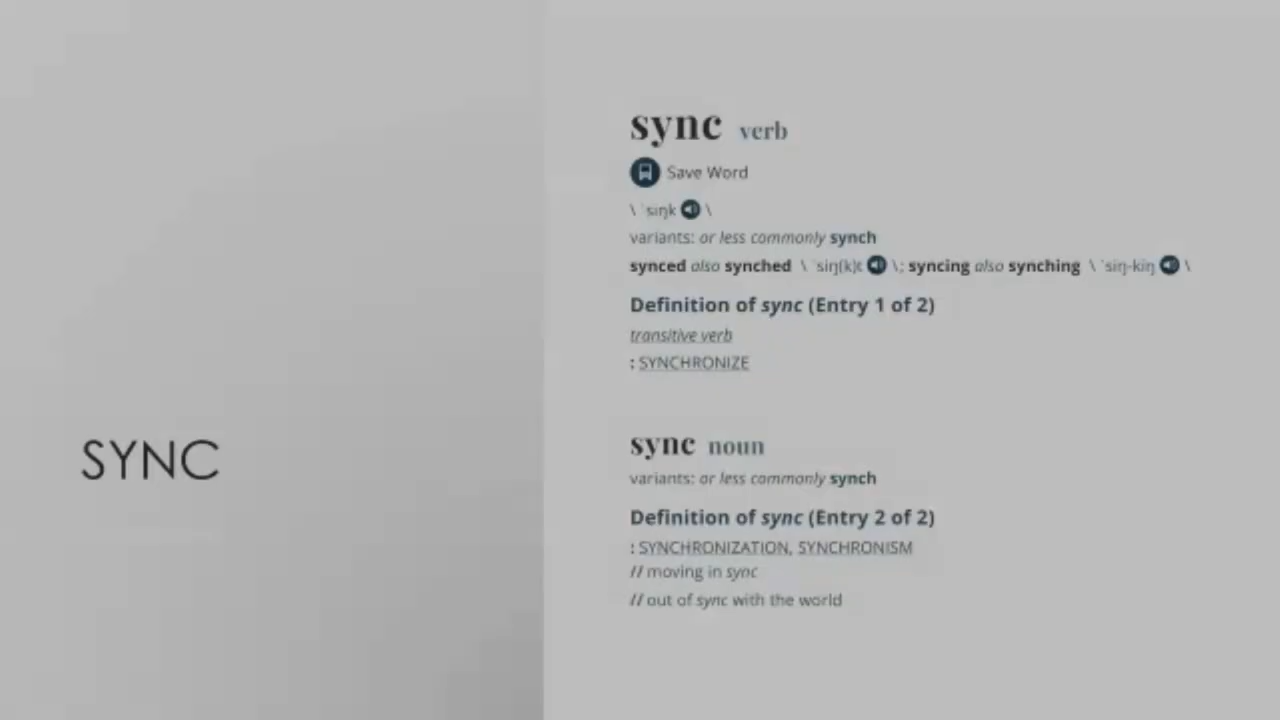 SYNC
sync verb
Save Word
\ ˈsiŋk \
variants: or less commonly synch
synced also synched \ ˈsiŋ(k)t \; syncing also synching \ ˈsiŋ-kiŋ \
Definition of sync (Entry 1 of 2)
transitive verb
: SYNCHRONIZE
sync noun
variants: or less commonly synch
Definition of sync (Entry 2 of 2)
: SYNCHRONIZATION, SYNCHRONISM
// moving in sync
// out of sync with the world